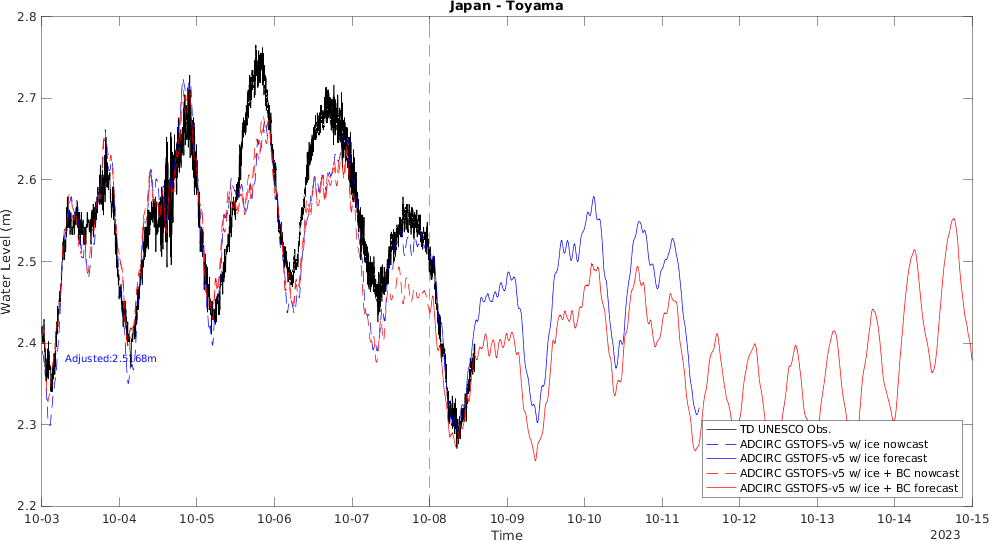 Japan - Toyama
2.8
2.7
2.6
2.5
2.4
2.3
2.2
Water Level (m)
Adjusted:2.5168m
TD UNESCO Obs.
ADCIRC GSTOFS-v5 w/ ice nowcast
ADCIRC GSTOFS-v5 w/ ice forecast
ADCIRC GSTOFS-v5 w/ ice + BC nowcast
ADCIRC GSTOFS-v5 w/ ice + BC forecast
10-03 10-04 10-05 10-06 10-07 10-08 10-09 10-10 10-11 10-12 10-13 10-14 10-15
Time
2023